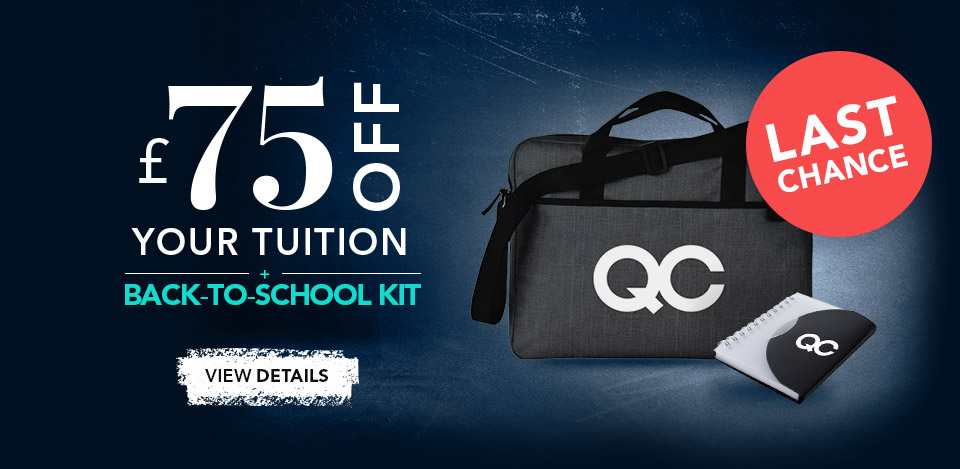 £75 OFF
YOUR TUITION
+
BACK-TO-SCHOOL KIT
VIEW DETAILS
QC
QC
LAST
CHANCE